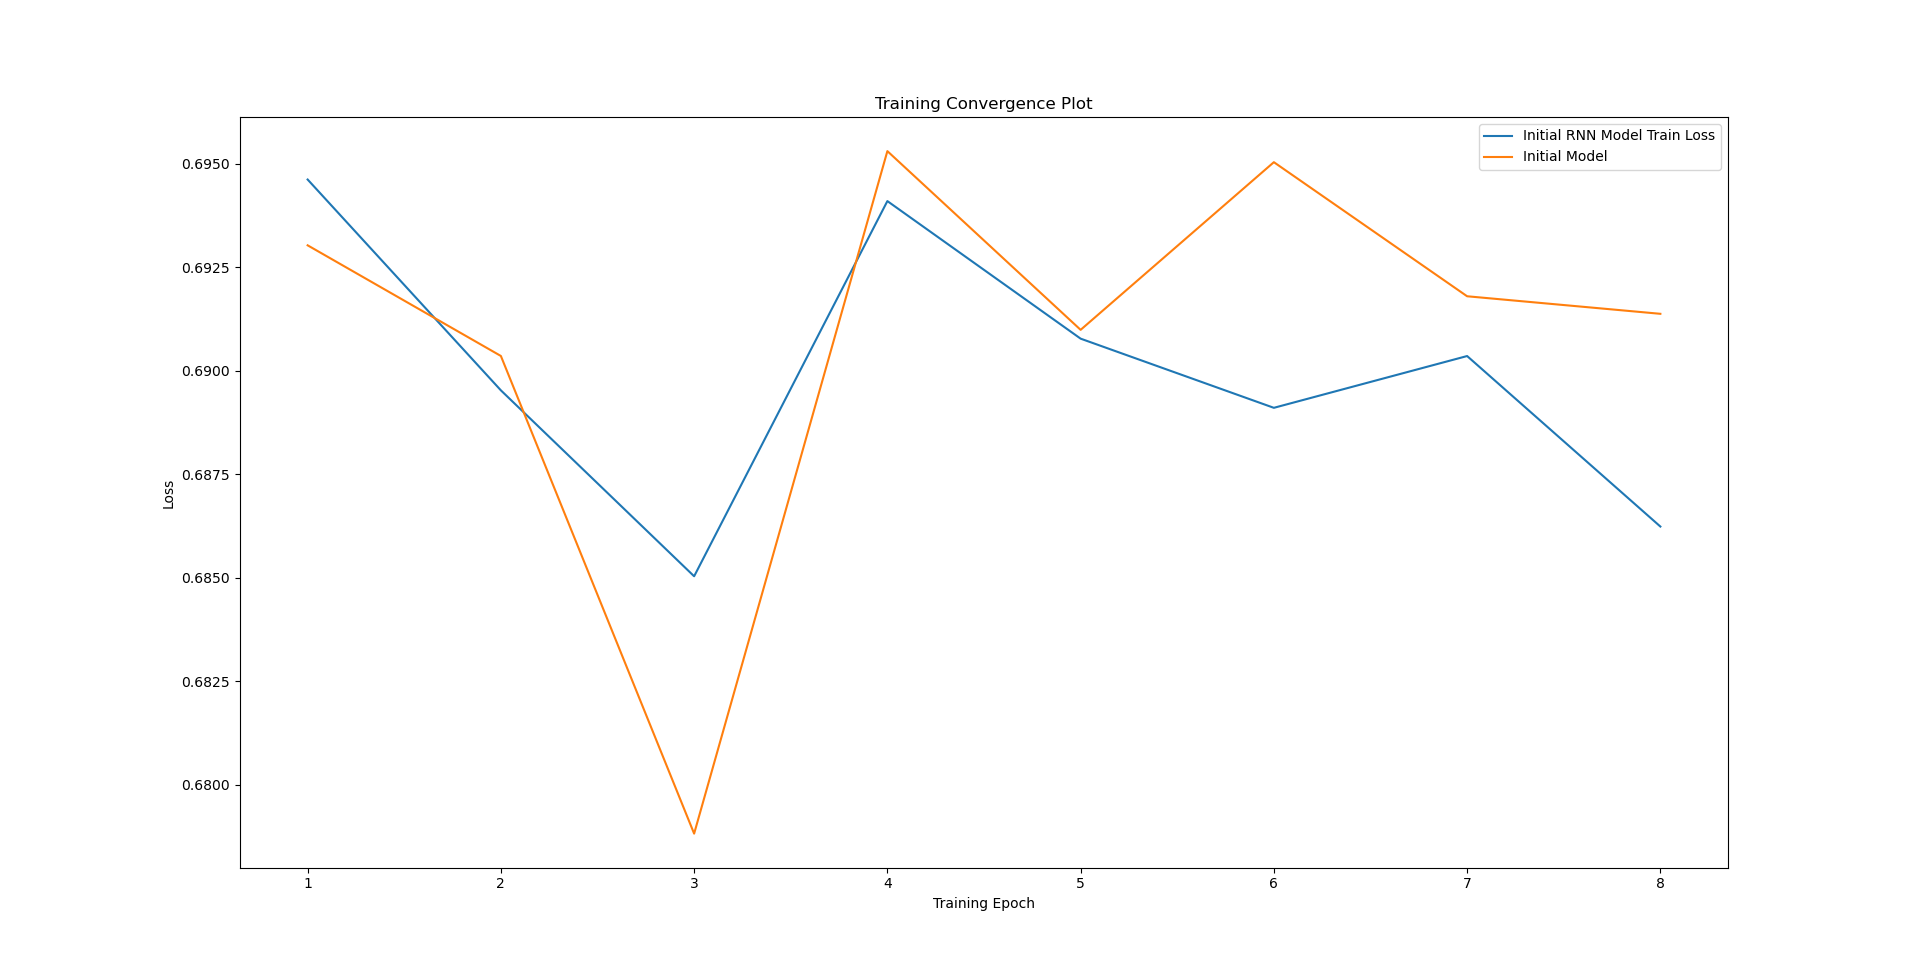 Training Convergence Plot
Initial RNN Model Train Loss
Initial Model
0.6950
0.6925
0.6900
0.6875
0.6850
0.6825
0.6800
Loss
1 2 3 4 5 6 7 8
Training Epoch